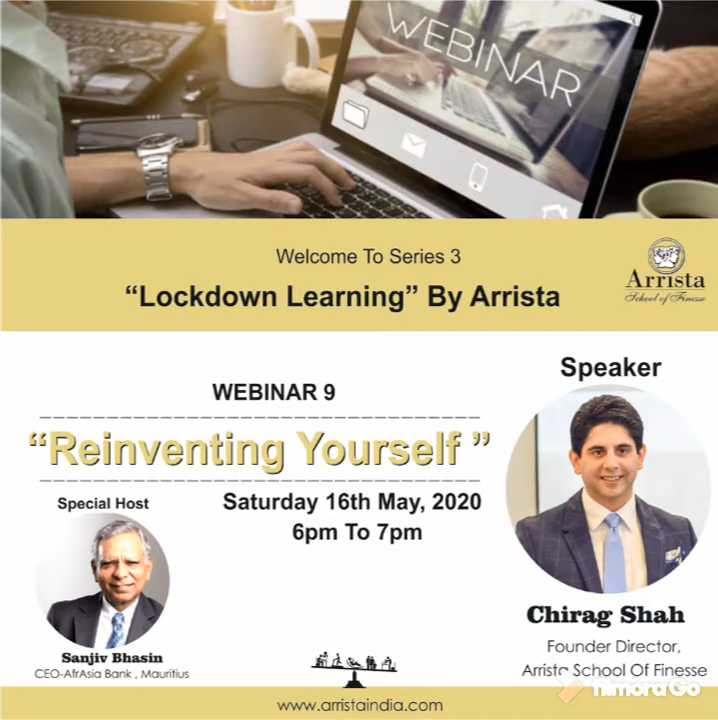 WEBINAR
Welcome To Series 3
“Lockdown Learning” By Arrista
Arrista
School of Finesse
Speaker
WEBINAR 9
“Reinventing Yourself ”
Special Host
Saturday 16th May, 2020
6pm To 7pm
Chirag Shah
Founder Director,
Arrista School Of Finesse
Sanjiv Bhasin
CEO-AfrAsia Bank , Mauritius
filmoraGo
www.arristaindia.com